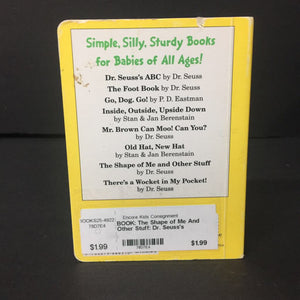 Simple, Silly, Sturdy Books
for Babies of All Ages!
Dr. Seuss's ABC by Dr. Seuss
The Foot Book by Dr. Seuss
Go, Dog. Go! by P. D. Eastman
Inside, Outside, Upside Down
by Stan & Jan Berenstain
Mr. Brown Can Moo! Can You?
by Dr. Seuss
Old Hat, New Hat
by Stan & Jan Berenstain
The Shape of Me and Other Stuff
by Dr. Seuss
There's a Wocket in My Pocket!
by Dr. Seuss
Encore Kids Consignment
BOOK: The Shape of Me And
Other Stuff: Dr. Seuss's
78D7E4
$1.99
78D7E4
$1.99